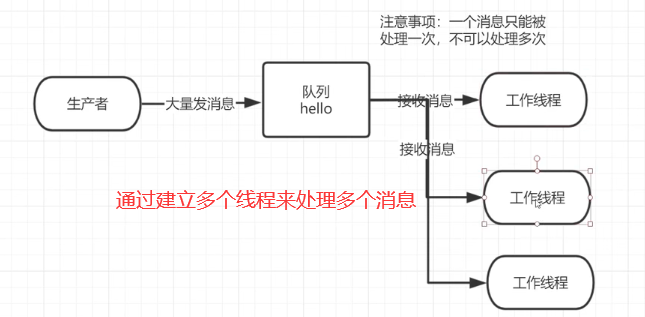 注意事项：一个消息只能被
处理一次，不可以处理多次
生产者
大量发消息
队列
hello
接收消息
工作线程
接收消息
工作线程
通过建立多个线程来处理多个消息
工作线程